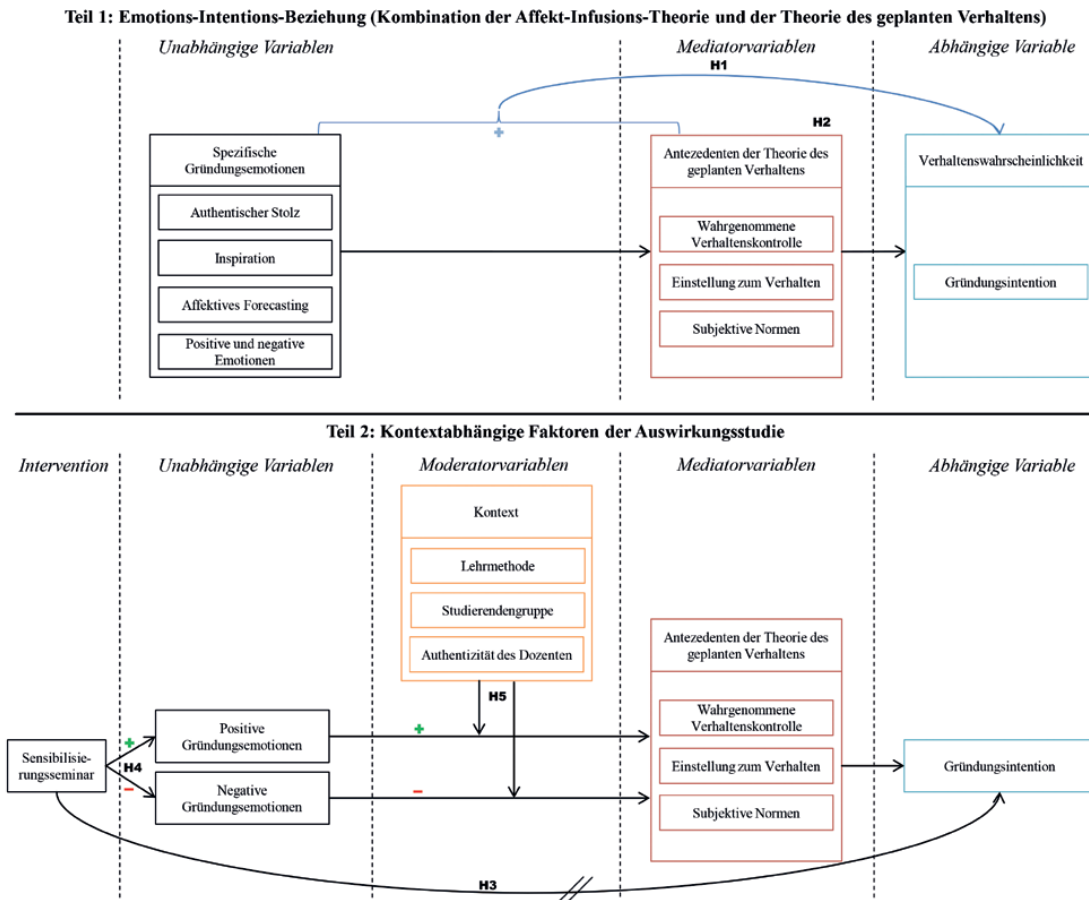 Teil 1: Emotions-Intentions-Beziehung (Kombination der Affekt-Infusions-Theorie und der Theorie des geplanten Verhaltens)
Unabhängige Variablen
Mediatorvariablen
Abhängige Variable
H1
+
H2
Spezifische
Gründungsemotionen
Authentischer Stolz
Inspiration
Affektives Forecasting
Positive und negative
Emotionen
Antezedenten der Theorie des
geplanten Verhaltens
Wahrgenommene
Verhaltenskontrolle
Einstellung zum Verhalten
Subjektive Normen
Verhaltenswahrscheinlichkeit
Gründungsintention
Teil 2: Kontextabhängige Faktoren der Auswirkungsstudie
Intervention
Unabhängige Variablen
Moderatorvariablen
Mediatorvariablen
Abhängige Variable
Kontext
Lehrmethode
Studierendengruppe
Authentizität des Dozenten
H5
Sensibilisie-
rungsseminar
+
H4
−
Positive
Gründungsemotionen
+
Negative
Gründungsemotionen
−
Antezedenten der Theorie des
geplanten Verhaltens
Wahrgenommene
Verhaltenskontrolle
Einstellung zum Verhalten
Subjektive Normen
Gründungsintention
H3